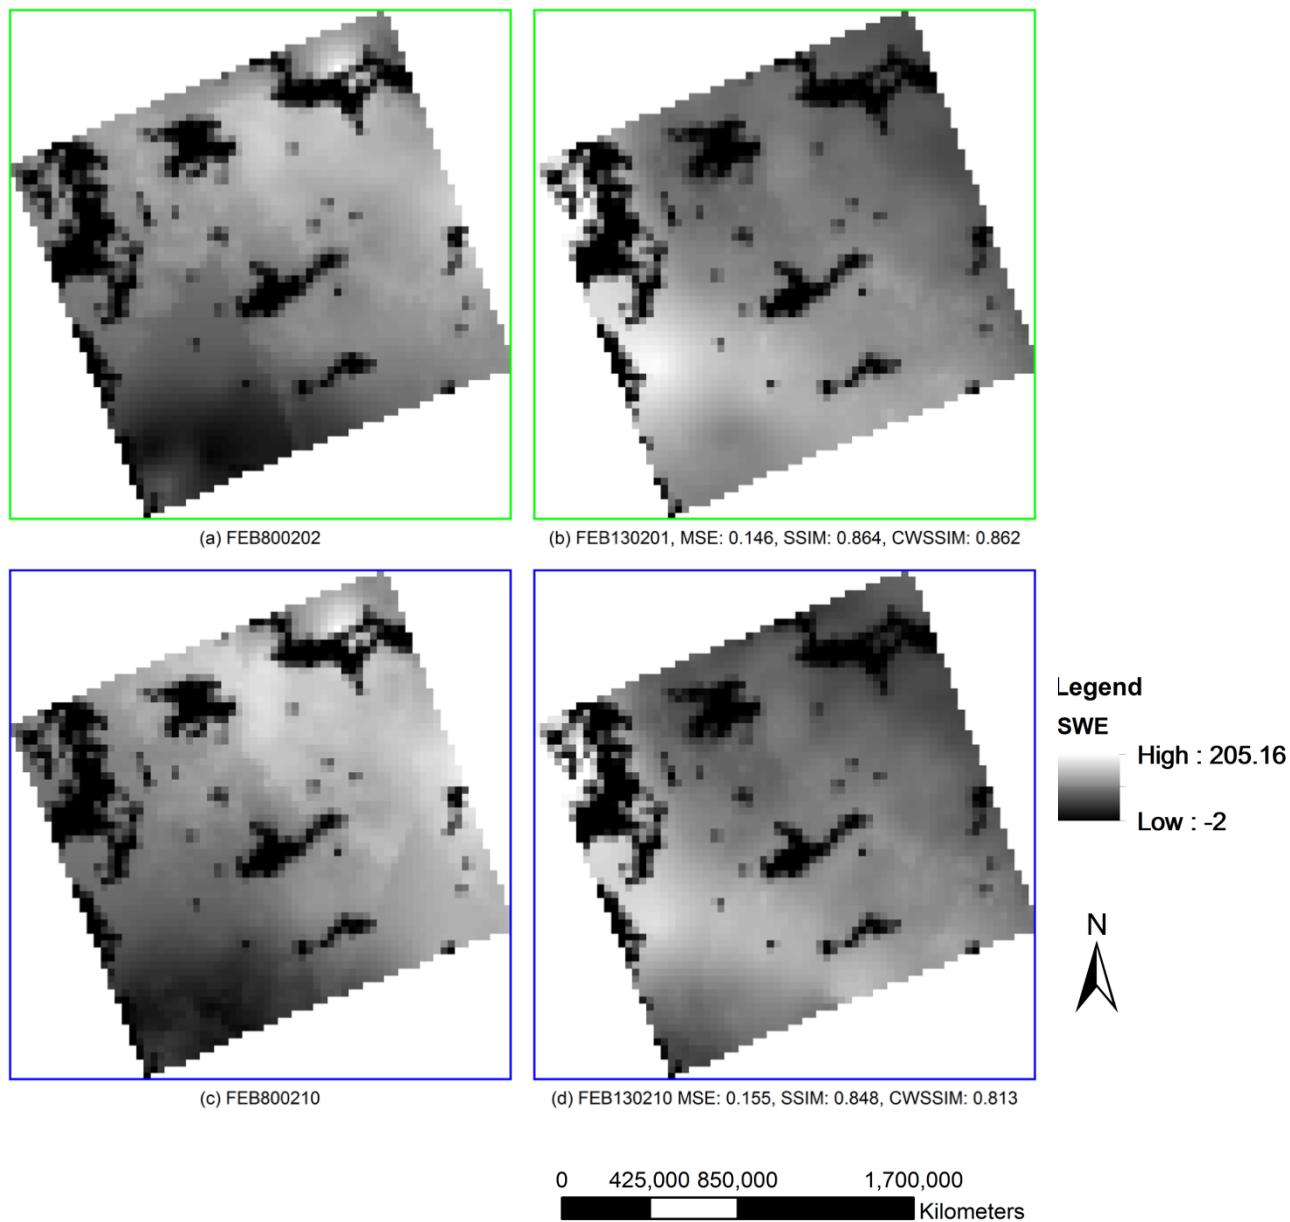 (a) FEB800202
(b) FEB130201, MSE: 0.146, SSIM: 0.864, CWSSIM: 0.862
Legend
SWE
High : 205.16
Low : -2
N
(c) FEB800210
(d) FEB130210 MSE: 0.155, SSIM: 0.848, CWSSIM: 0.813
0 425,000 850,000 1,700,000
Kilometers